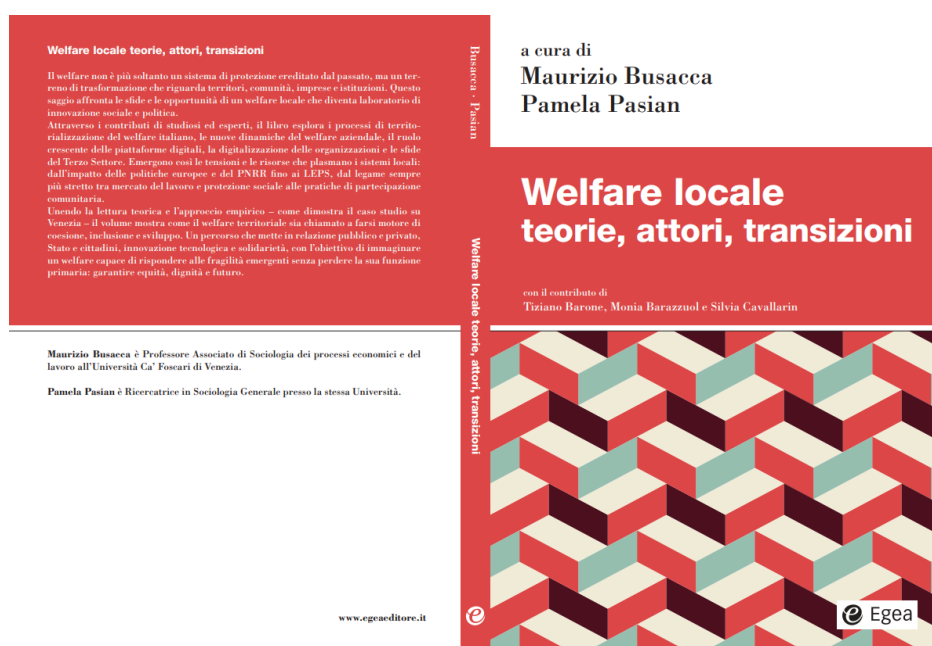 Welfare locale teorie, attori, transizioni
Il welfare non è più soltanto un sistema di protezione ereditato dal passato, ma un ter-
reno di trasformazione che riguarda territori, comunità, imprese e istituzioni. Questo
saggio affronta le sfide e le opportunità di un welfare locale che diventa laboratorio di
innovazione sociale e politica.
Attraverso i contributi di studiosi ed esperti, il libro esplora i processi di territo-
rializzazione del welfare italiano, le nuove dinamiche del welfare aziendale, il ruolo
crescente delle piattaforme digitali, la digitalizzazione delle organizzazioni e le sfide
del Terzo Settore. Emergono così le tensioni e le risorse che plasmano i sistemi locali:
dall'impatto delle politiche europee e del PNRR fino ai LEPS, dal legame sempre
più stretto tra mercato del lavoro e protezione sociale alle pratiche di partecipazione
comunitaria.
Unendo la lettura teorica e l'approccio empirico – come dimostra il caso studio su
Venezia – il volume mostra come il welfare territoriale sia chiamato a farsi motore di
coesione, inclusione e sviluppo. Un percorso che mette in relazione pubblico e privato,
Stato e cittadini, innovazione tecnologica e solidarietà, con l'obiettivo di immaginare
un welfare capace di rispondere alle fragilità emergenti senza perdere la sua funzione
primaria: garantire equità, dignità e futuro.
Maurizio Busacca è Professore Associato di Sociologia dei processi economici e del
lavoro all'Università Ca' Foscari di Venezia.
Pamela Pasian è Ricercatrice in Sociologia Generale presso la stessa Università.
www.egeaeditore.it
Busacca · Pasian
Welfare locale teorie, attori, transizioni
e
a cura di
Maurizio Busacca
Pamela Pasian
Welfare locale
teorie, attori, transizioni
con il contributo di
Tiziano Barone, Monia Barazzuol e Silvia Cavallarin
e Egea